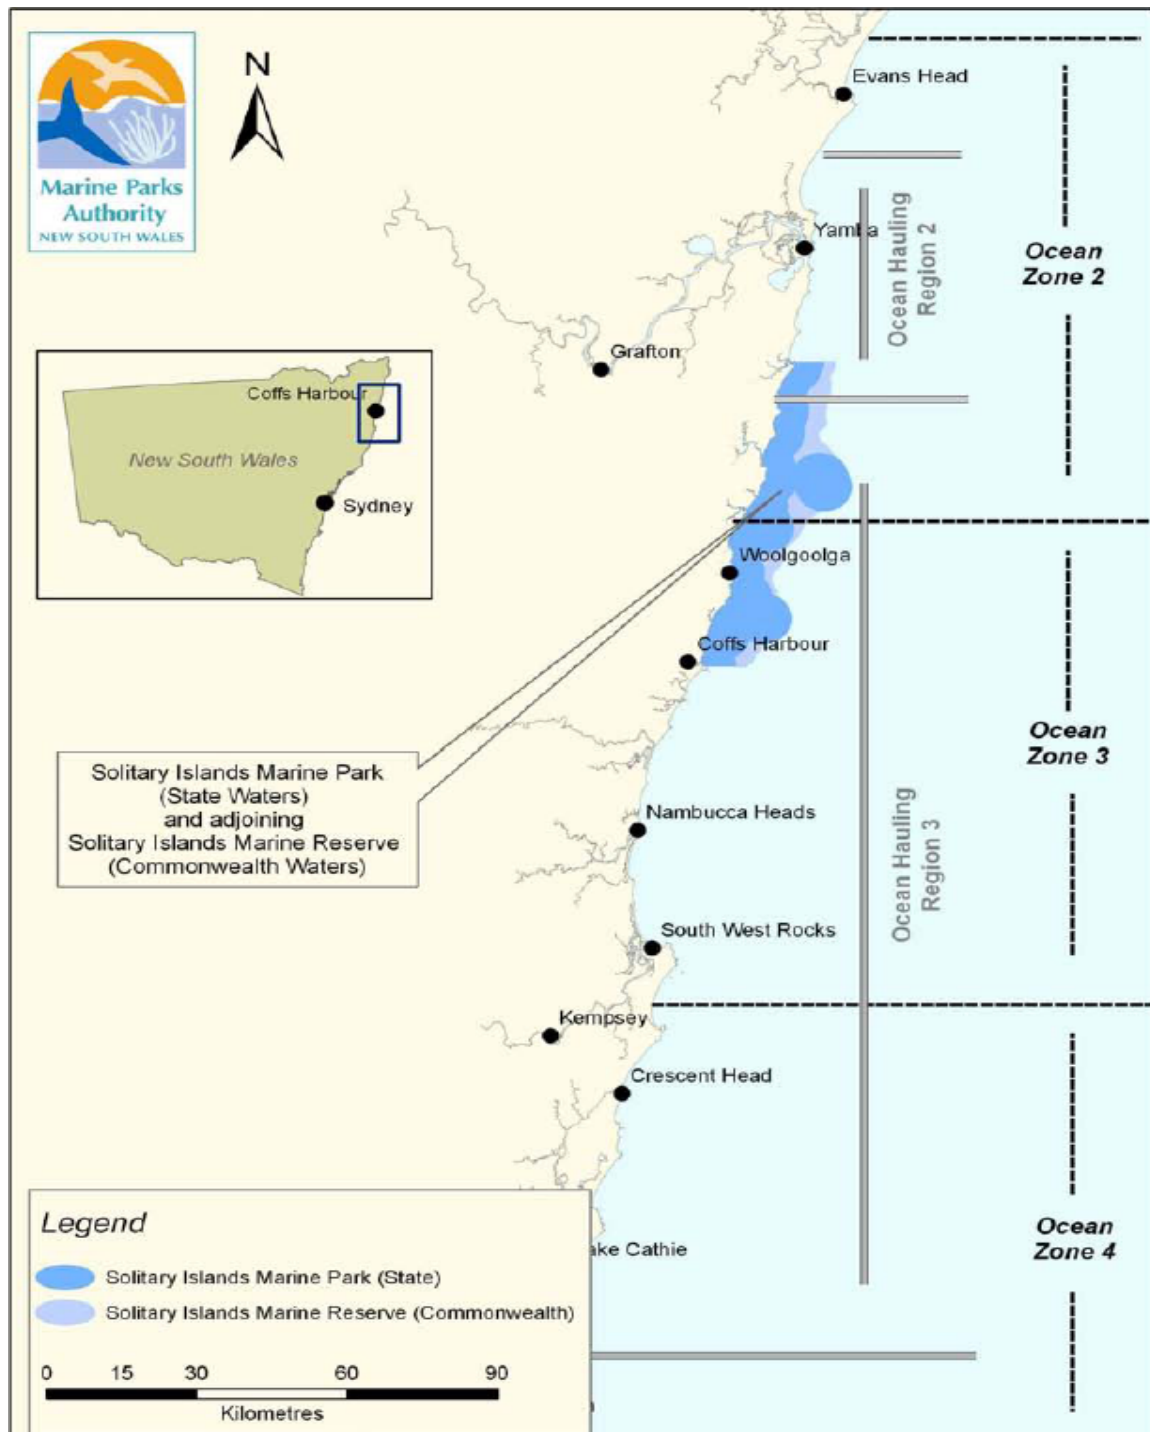 Marine Parks
Authority
NEW SOUTH WALES
N
Evans Head
Yamba
Ocean Hauling
Region 2
Ocean
Zone 2
Grafton
Coffs Harbour
New South Wales
Sydney
Woolgoolga
Coffs Harbour
Solitary Islands Marine Park
(State Waters)
and adjoining
Solitary Islands Marine Reserve
(Commonwealth Waters)
Ocean
Zone 3
Nambucca Heads
Ocean Hauling
Region 3
South West Rocks
Kempsey
Crescent Head
Legend
ake Cathie
Ocean
Zone 4
Solitary Islands Marine Park (State)
Solitary Islands Marine Reserve (Commonwealth)
0 15 30 60 90
Kilometres